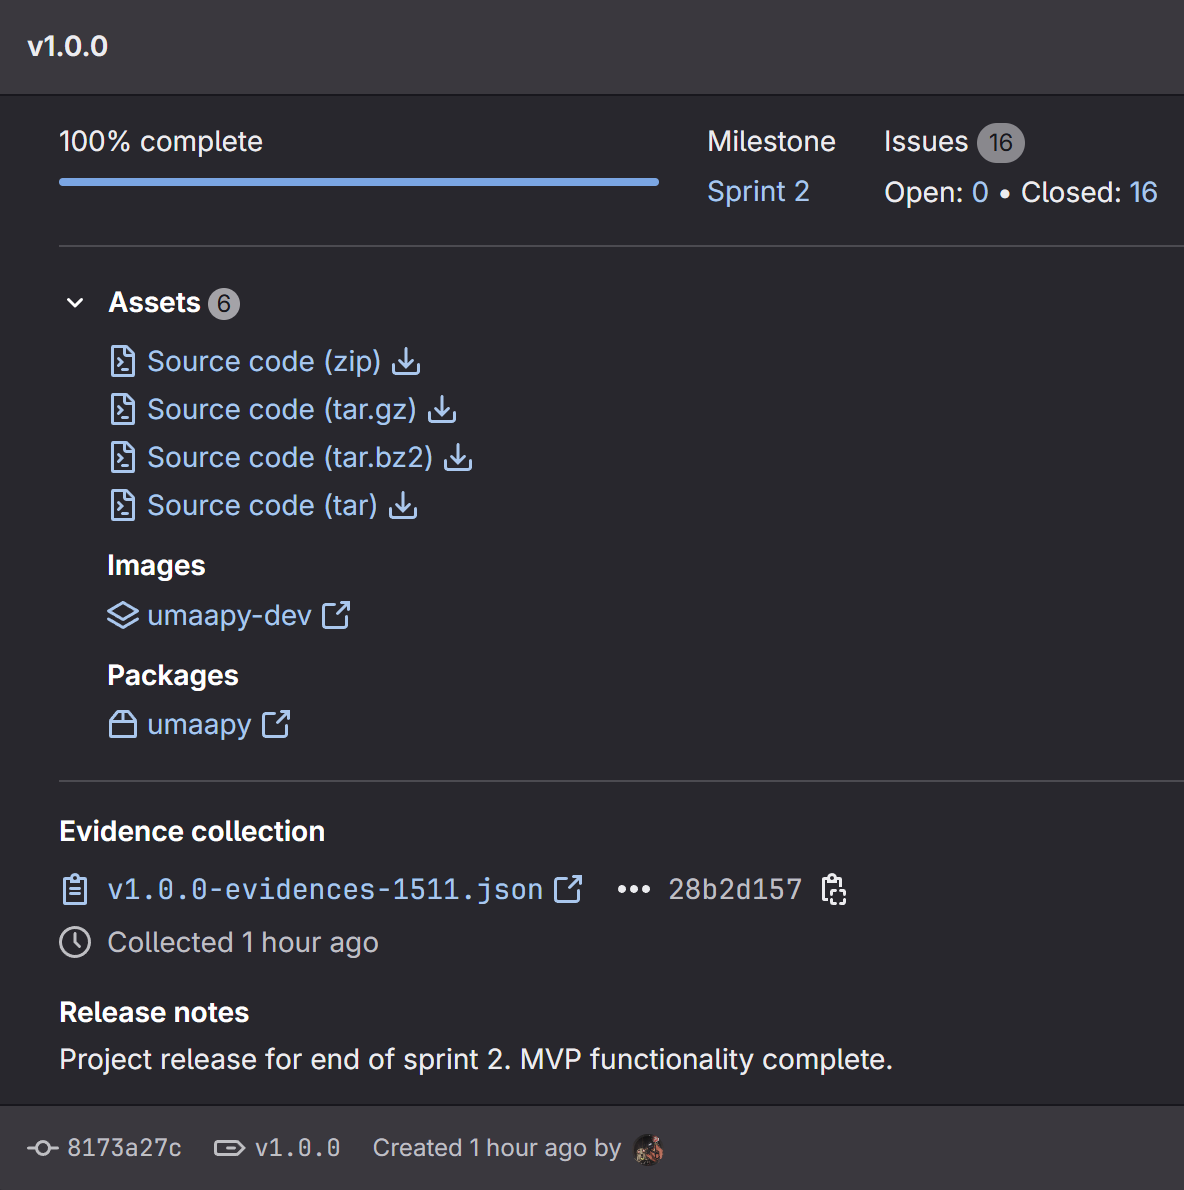 v1.0.0
100% complete
Milestone
Issues 16
Sprint 2
Open: 0 • Closed: 16
Assets 6
Source code (zip)
Source code (tar.gz)
Source code (tar.bz2)
Source code (tar)
Images
umaapy-dev
Packages
umaapy
Evidence collection
v1.0.0-evidences-1511.json ••• 28b2d157
Collected 1 hour ago
Release notes
Project release for end of sprint 2. MVP functionality complete.
8173a27c v1.0.0 Created 1 hour ago by